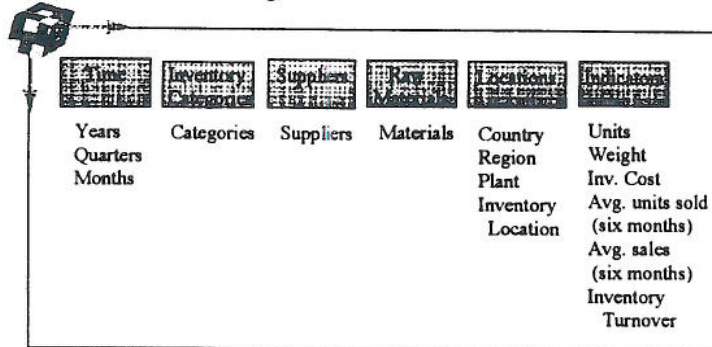 Time
Inventory
Categories
Suppliers
Raw
Materials
Locations
Indicators
Years
Quarters
Months
Categories
Suppliers
Materials
Country
Region
Plant
Inventory
Location
Units
Weight
Inv. Cost
Avg. units sold
(six months)
Avg. sales
(six months)
Inventory
Turnover